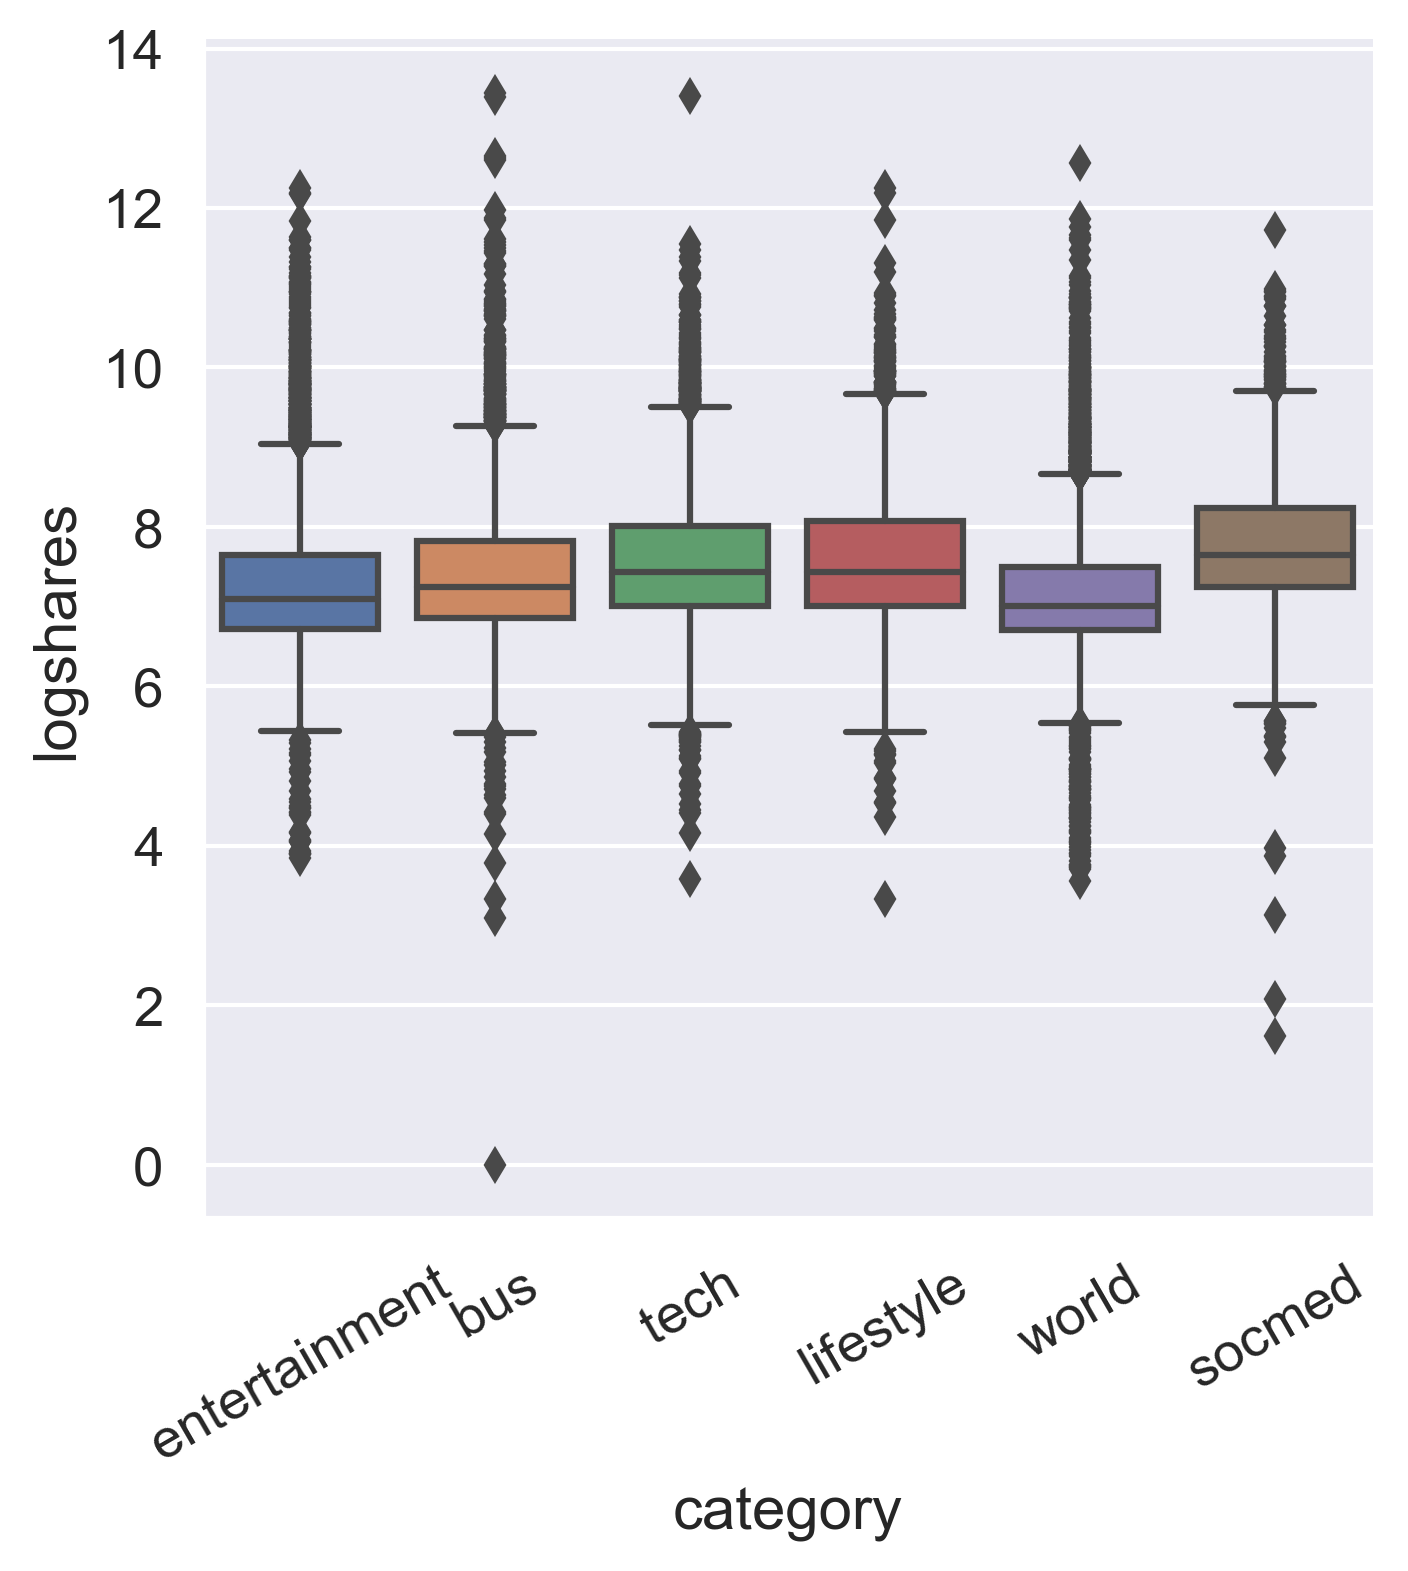 14
12
10
8
6
4
2
0
logshares
entertainment
bus
tech
lifestyle
world
socmed
category